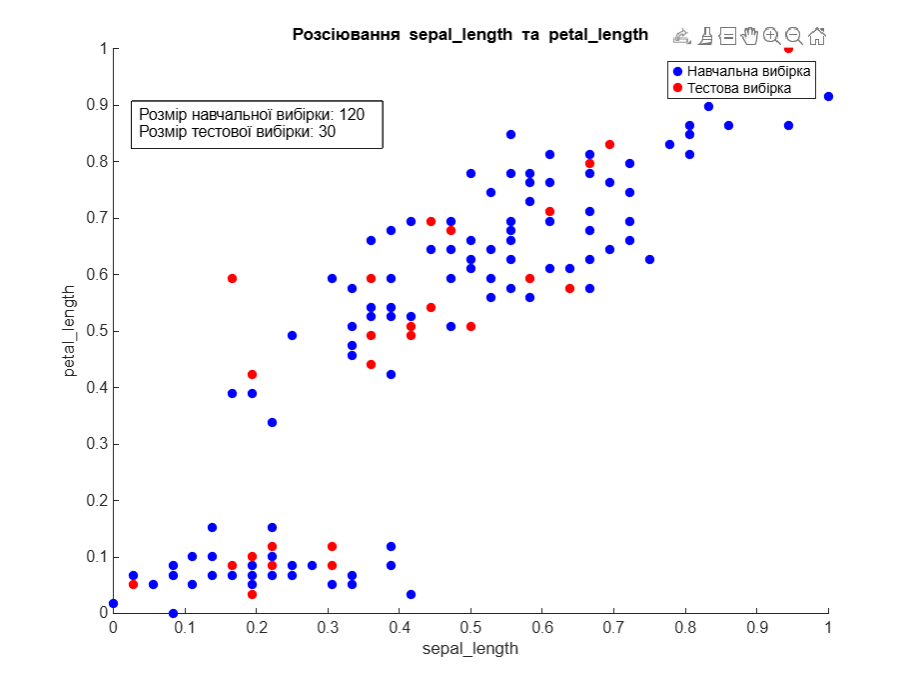 Розсіювання sepal_length та petal_length
Навчальна вибірка
Тестова вибірка
Розмір навчальної вибірки: 120
Розмір тестової вибірки: 30
petal_length
1
0.9
0.8
0.7
0.6
0.5
0.4
0.3
0.2
0.1
0
0 0.1 0.2 0.3 0.4 0.5 0.6 0.7 0.8 0.9 1
sepal_length